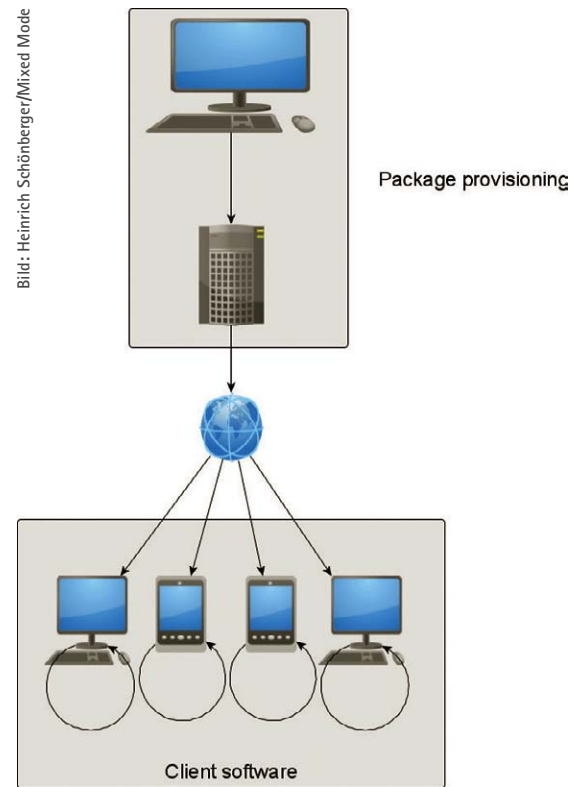 Bild: Heinrich Schönberger/Mixed Mode
Package provisioning
Client software